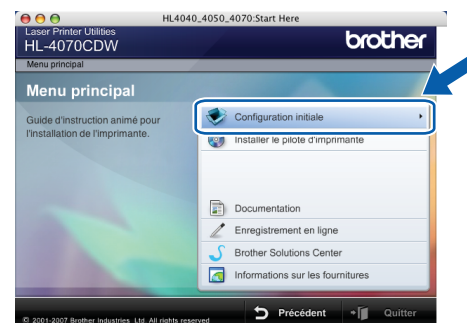 HL4040_4050_4070:Start Here
Laser Printer Utilities
HL-4070CDW
brother
Menu principal
Menu principal
Guide d'instruction animé pour
l'installation de l'imprimante.
Configuration initiale
Installer le pilote d'imprimante
Documentation
Enregistrement en ligne
Brother Solutions Center
Informations sur les fournitures
© 2001-2007 Brother Industries, Ltd. All rights reserved
Précédent
Quitter